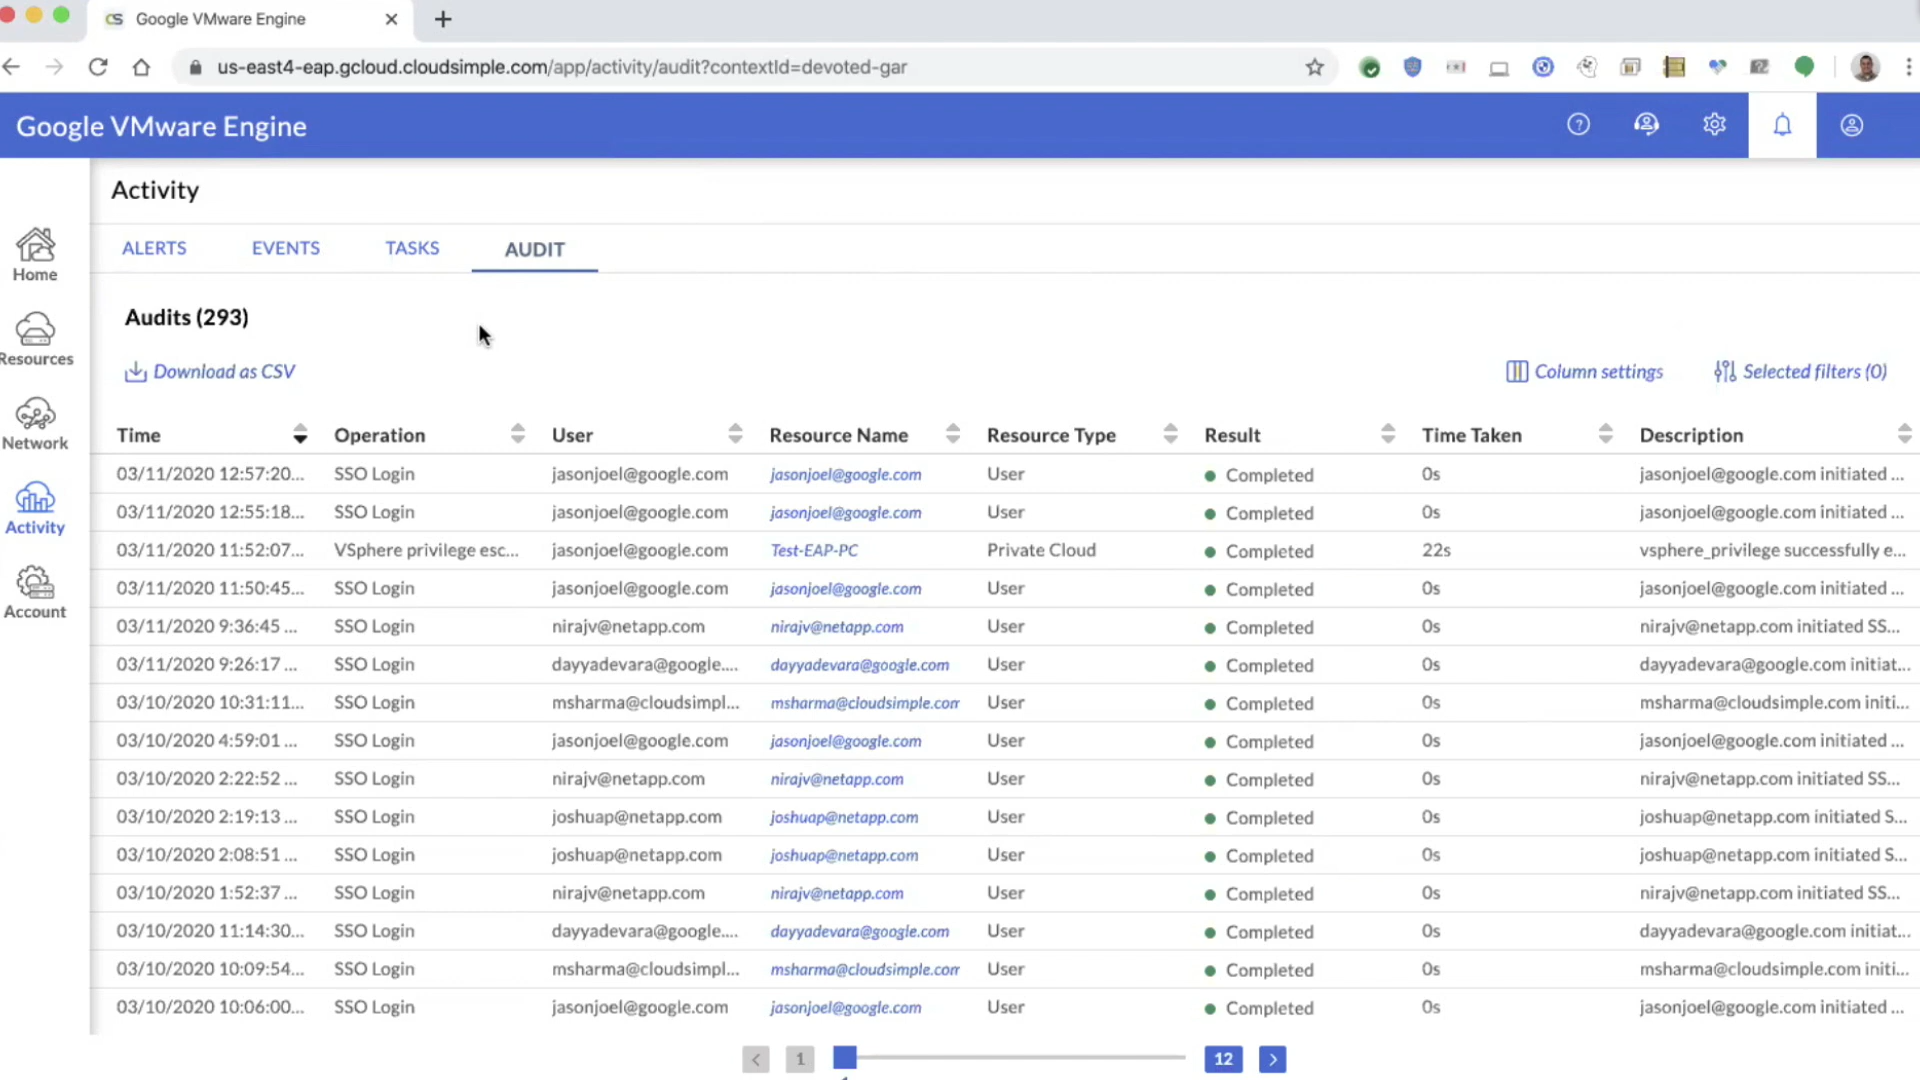 Google VMware Engine
us-east4-eap.gcloud.cloudsimple.com/app/activity/audit?contextId=devoted-gar
Google VMware Engine
Activity
Home
Resources
Network
Activity
Account
ALERTS EVENTS TASKS AUDIT
Audits (293)
Download as CSV Column settings Selected filters (0)
Time Operation User Resource Name Resource Type Result Time Taken Description
03/11/2020 12:57:20... SSO Login jasonjoel@google.com jasonjoel@google.com User Completed 0s jasonjoel@google.com initiated ...
03/11/2020 12:55:18... SSO Login jasonjoel@google.com jasonjoel@google.com User Completed 0s jasonjoel@google.com initiated ...
03/11/2020 11:52:07... VSphere privilege esc... jasonjoel@google.com Test-EAP-PC Private Cloud Completed 22s vsphere_privilege successfully e...
03/11/2020 11:50:45... SSO Login jasonjoel@google.com jasonjoel@google.com User Completed 0s jasonjoel@google.com initiated ...
03/11/2020 9:36:45 ... SSO Login nirajv@netapp.com nirajv@netapp.com User Completed 0s nirajv@netapp.com initiated SS...
03/11/2020 9:26:17 ... SSO Login dayyadevara@google.... dayyadevara@google.com User Completed 0s dayyadevara@google.com initiat...
03/10/2020 10:31:11... SSO Login msharma@cloudsimpl... msharma@cloudsimple.com User Completed 0s msharma@cloudsimple.com initi...
03/10/2020 4:59:01 ... SSO Login jasonjoel@google.com jasonjoel@google.com User Completed 0s jasonjoel@google.com initiated ...
03/10/2020 2:22:52 ... SSO Login nirajv@netapp.com nirajv@netapp.com User Completed 0s nirajv@netapp.com initiated SS...
03/10/2020 2:19:13 ... SSO Login joshuap@netapp.com joshuap@netapp.com User Completed 0s joshuap@netapp.com initiated S...
03/10/2020 2:08:51 ... SSO Login joshuap@netapp.com joshuap@netapp.com User Completed 0s joshuap@netapp.com initiated S...
03/10/2020 1:52:37 ... SSO Login nirajv@netapp.com nirajv@netapp.com User Completed 0s nirajv@netapp.com initiated SS...
03/10/2020 11:14:30... SSO Login dayyadevara@google.... dayyadevara@google.com User Completed 0s dayyadevara@google.com initiat...
03/10/2020 10:09:54... SSO Login msharma@cloudsimpl... msharma@cloudsimple.com User Completed 0s msharma@cloudsimple.com initi...
03/10/2020 10:06:00... SSO Login jasonjoel@google.com jasonjoel@google.com User Completed 0s jasonjoel@google.com initiated ...
< 1 12 >